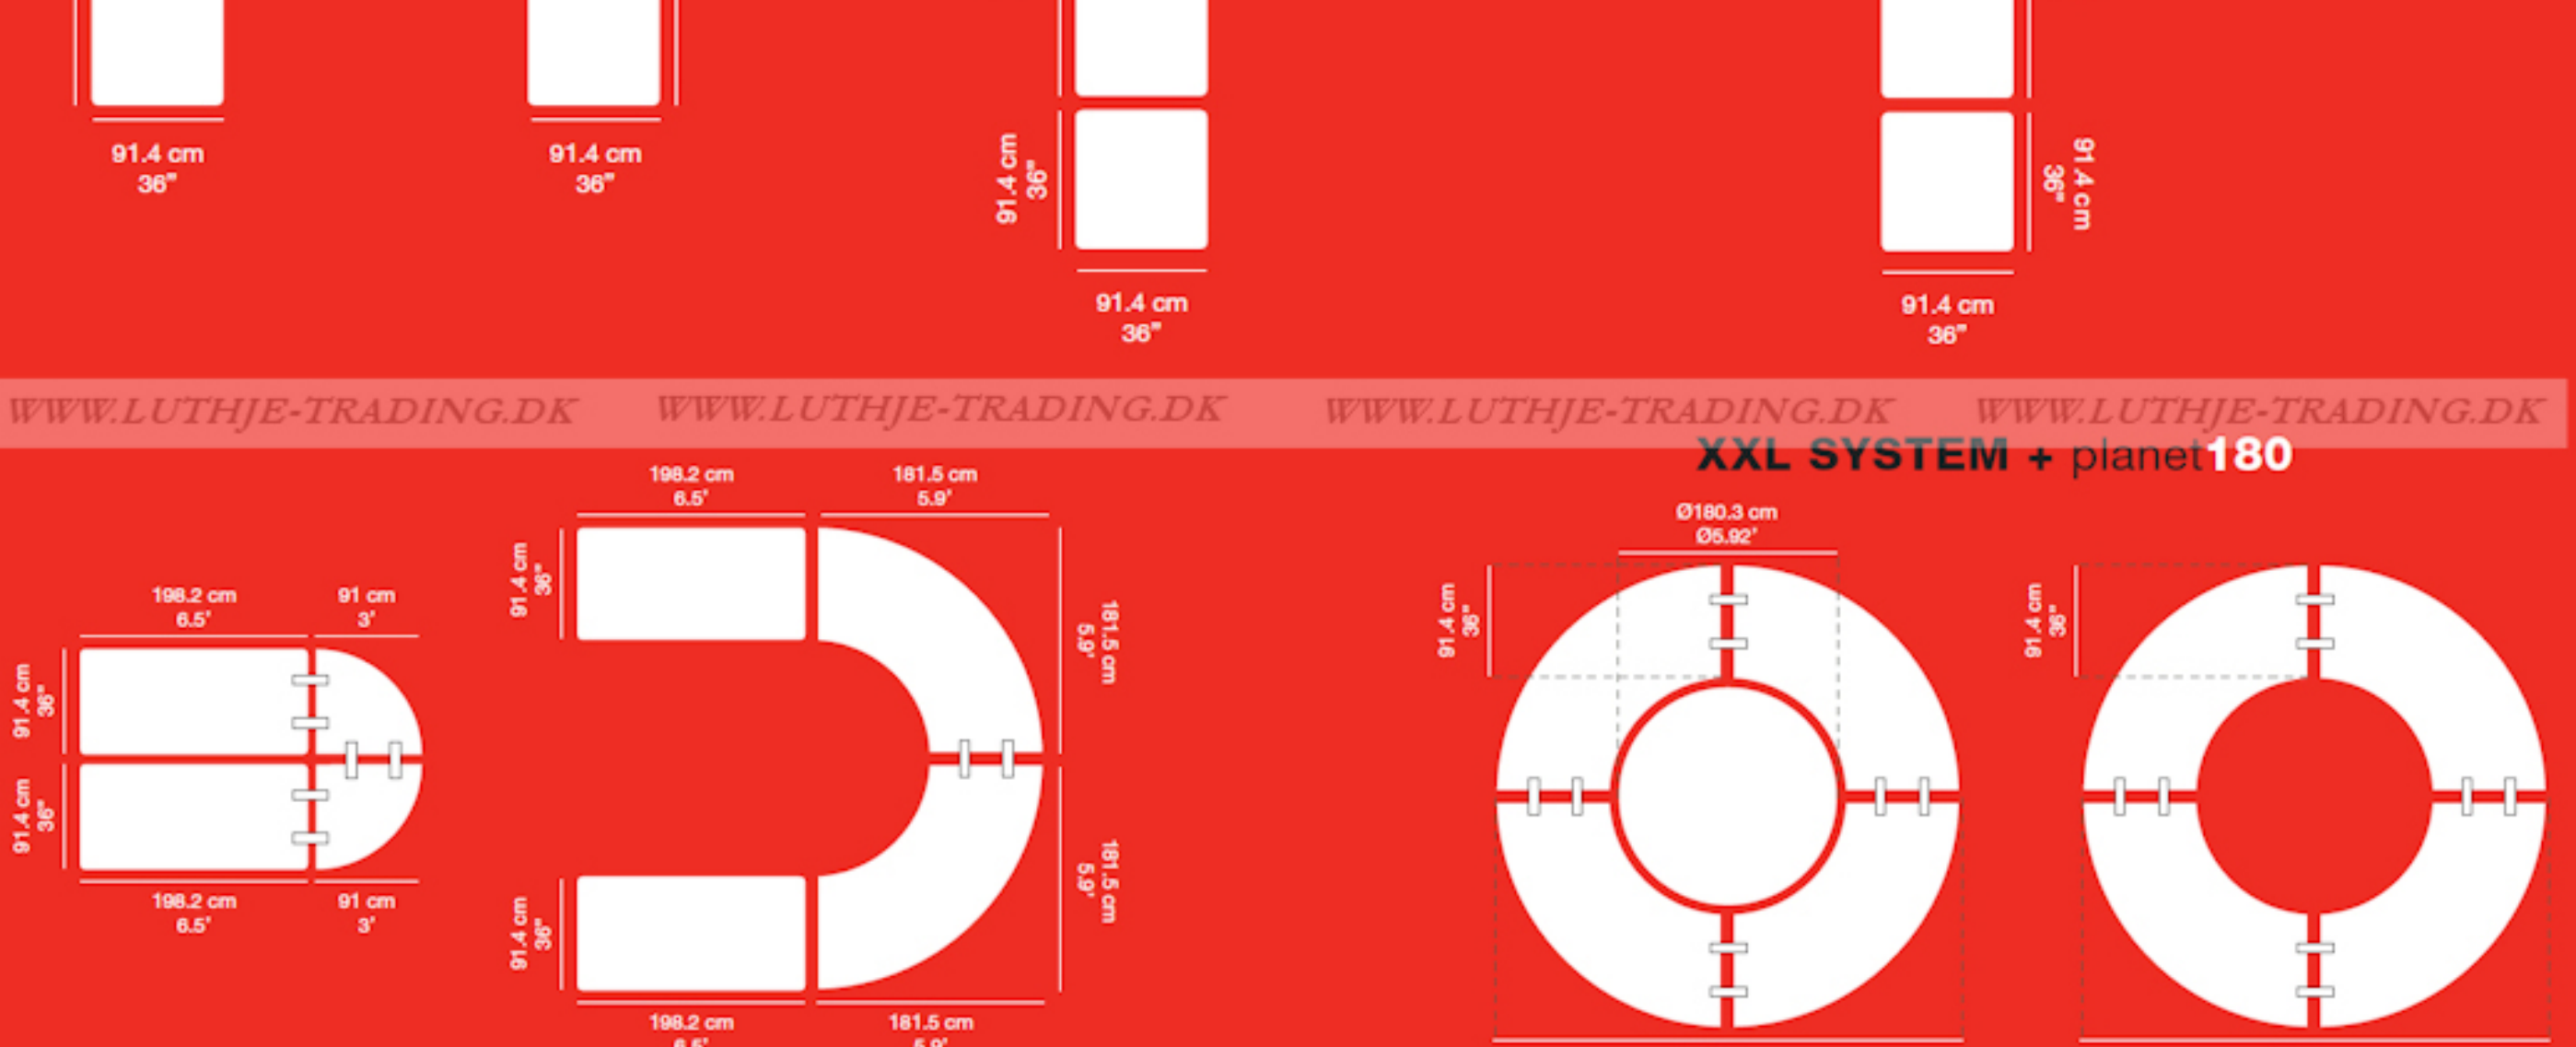 91.4 cm
36”
91.4 cm
36”
91.4 cm
36"
91.4 cm
36”
91.4 cm
36"
91.4 cm
36”
WWW.LUTHJE-TRADING.DK WWW.LUTHJE-TRADING.DK WWW.LUTHJE-TRADING.DK WWW.LUTHJE-TRADING.DK
XXL SYSTEM + planet180
198.2 cm
6.5’
91 cm
3’
91.4 cm
36"
91.4 cm
36"
198.2 cm
6.5’
91 cm
3’
198.2 cm
6.5’
181.5 cm
5.9’
91.4 cm
36"
181.5 cm
5.9'
181.5 cm
5.9'
91.4 cm
36"
198.2 cm
6.5'
181.5 cm
5.9'
Ø180.3 cm
Ø5.92’
91.4 cm
36"
91.4 cm
36"